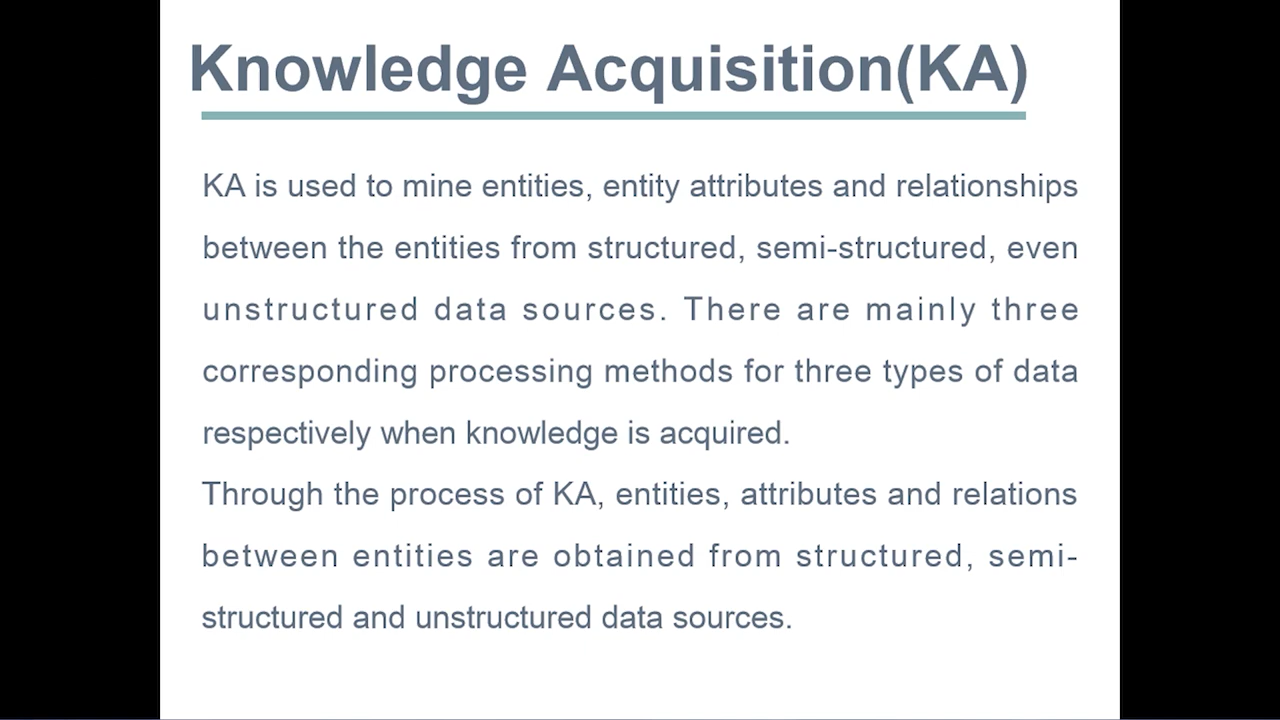 Knowledge Acquisition(KA)
KA is used to mine entities, entity attributes and relationships
between the entities from structured, semi-structured, even
unstructured data sources. There are mainly three
corresponding processing methods for three types of data
respectively when knowledge is acquired.
Through the process of KA, entities, attributes and relations
between entities are obtained from structured, semi-
structured and unstructured data sources.